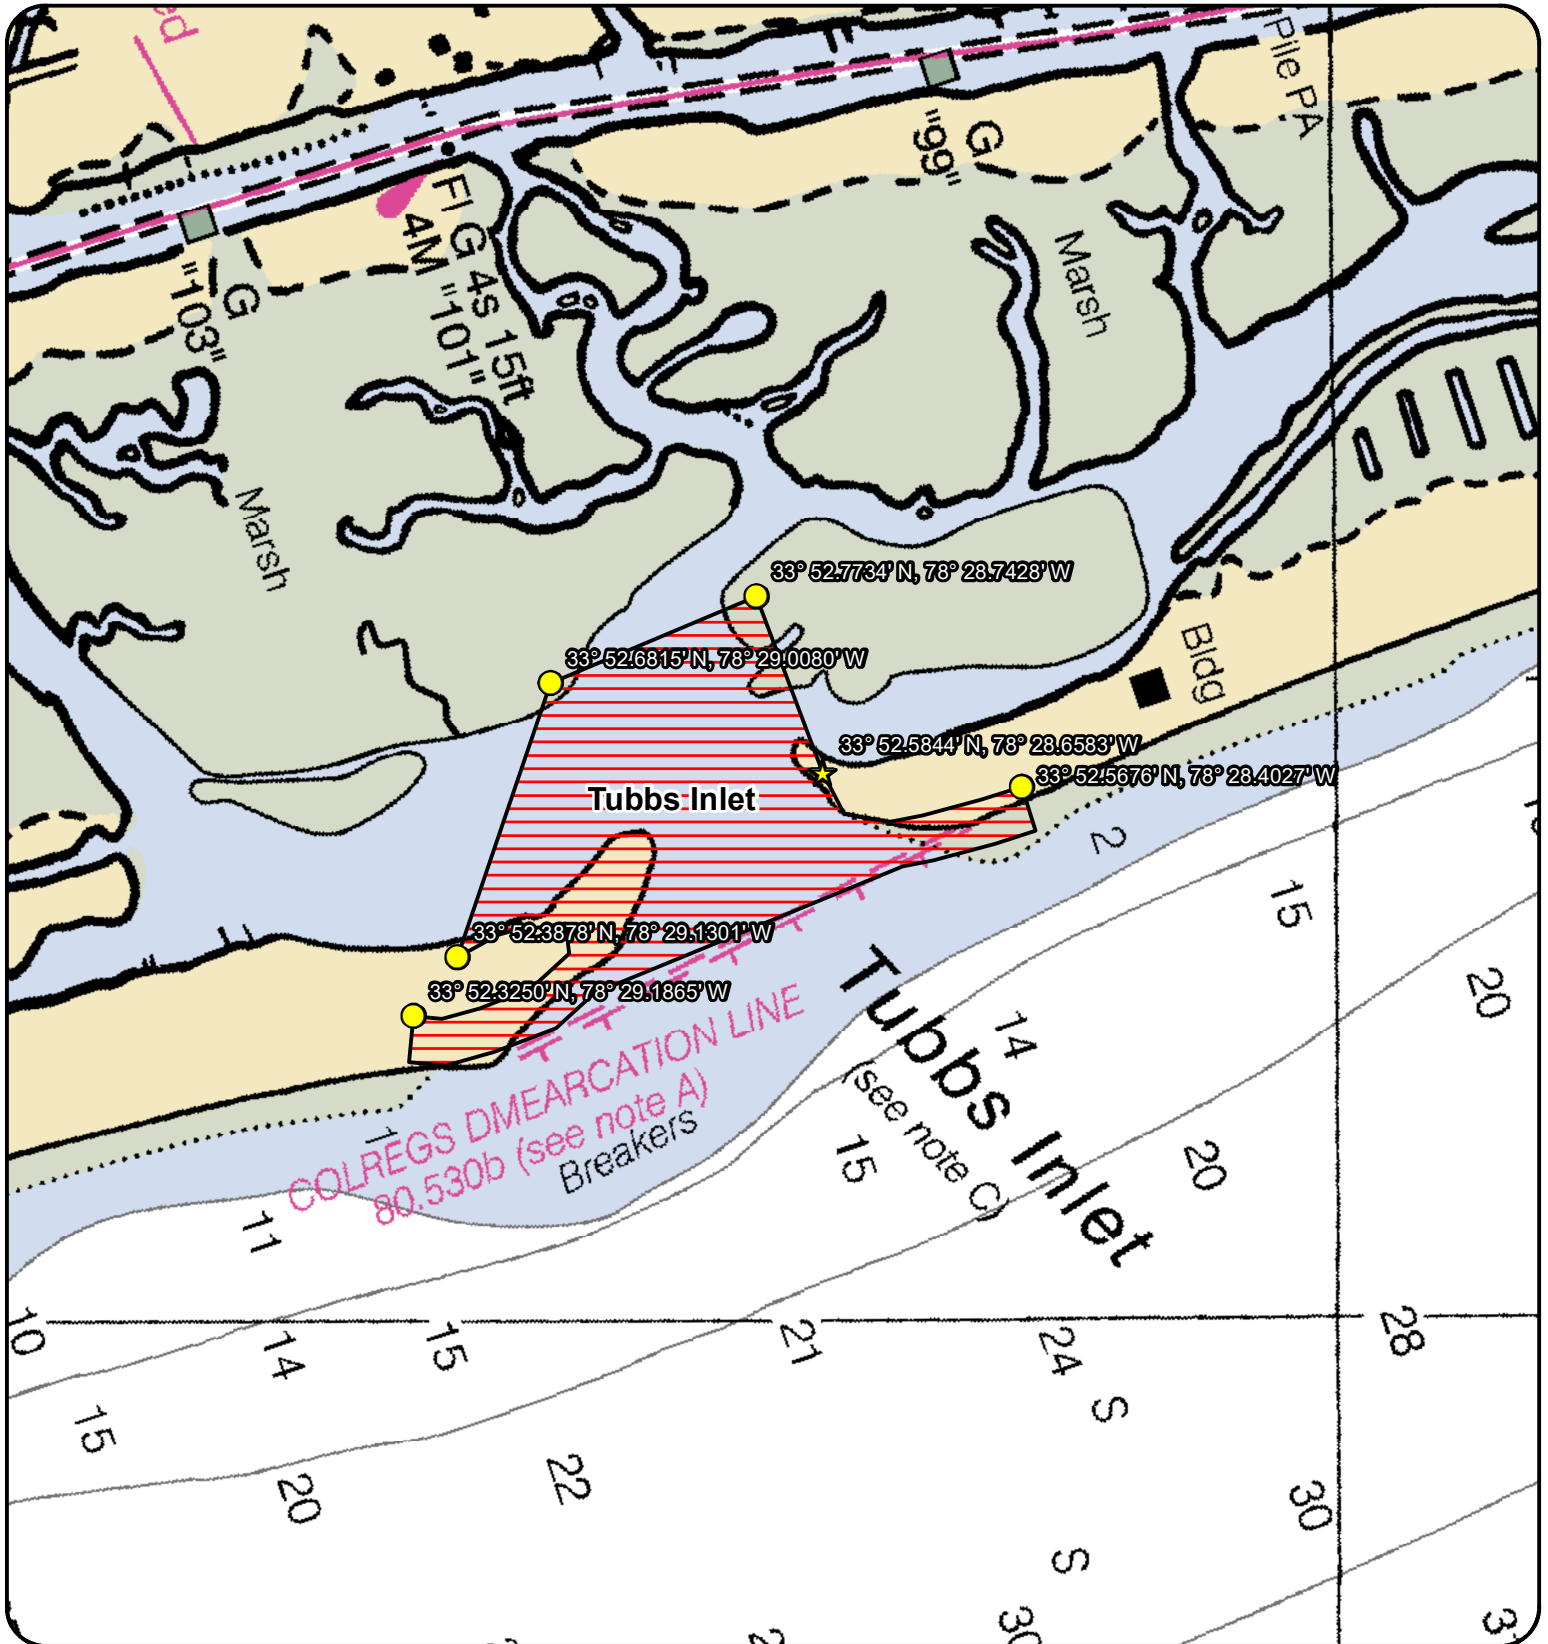 Pile PA
G
"99"
Fl G 4s 15ft
4M "101"
G
"103"
Marsh
Marsh
33° 52.7734' N, 78° 28.7428' W
33° 52.6815' N, 78° 29.0080' W
Bldg
33° 52.5844' N, 78° 28.6583' W
33° 52.5676' N, 78° 28.4027' W
Tubbs Inlet
2
15
33° 52.3878' N, 78° 29.1301' W
33° 52.3250' N, 78° 29.1865' W
20
Tubbs Inlet
(see note C)
14
COLREGS DMEARCATION LINE
80.530b (see note A)
Breakers
15
20
11
10
14
15
21
24
28
S
15
20
22
30
S
30